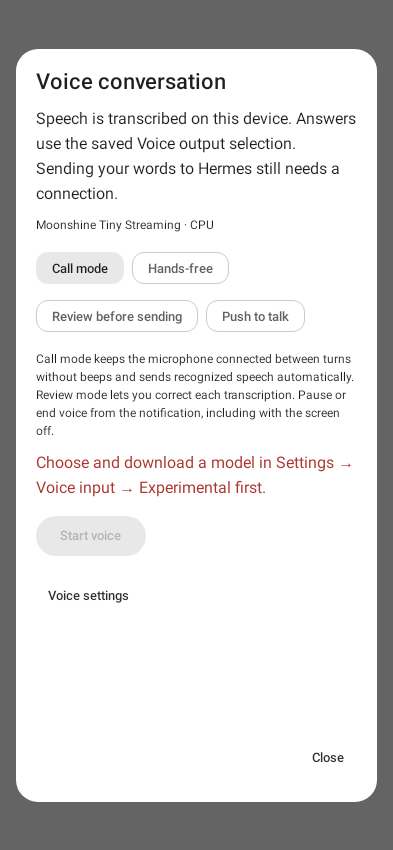 Voice conversation
Speech is transcribed on this device. Answers
use the saved Voice output selection.
Sending your words to Hermes still needs a
connection.
Moonshine Tiny Streaming · CPU
Call mode
Hands-free
Review before sending
Push to talk
Call mode keeps the microphone connected between turns
without beeps and sends recognized speech automatically.
Review mode lets you correct each transcription. Pause or
end voice from the notification, including with the screen
off.
Choose and download a model in Settings →
Voice input → Experimental first.
Start voice
Voice settings
Close